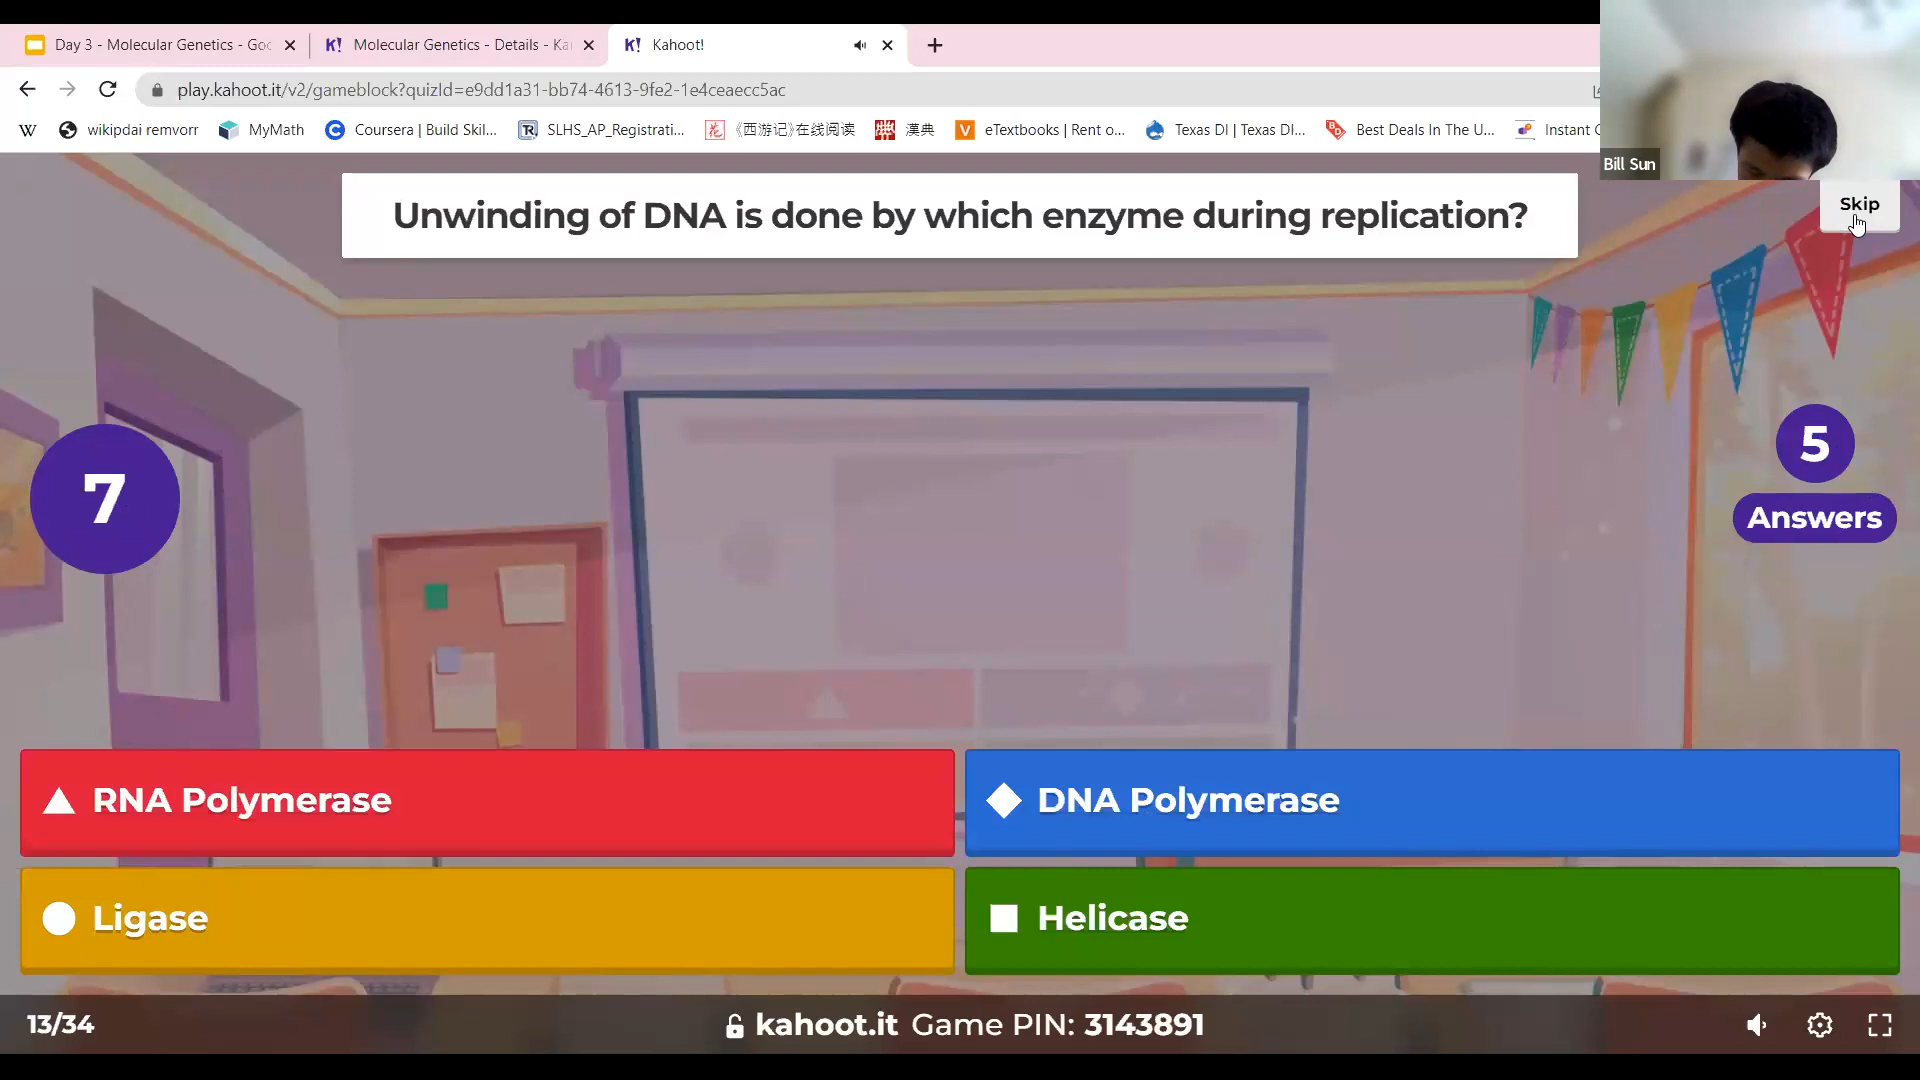 Day 3 - Molecular Genetics - Goo
Molecular Genetics - Details - Ka
Kahoot!
play.kahoot.it/v2/gameblock?quizId=e9dd1a31-bb74-4613-9fe2-1e4ceaecc5ac
wikipdai remvorr
MyMath
Coursera | Build Skil...
SLHS_AP_Registrati...
《西游记》在线阅读
漢典
eTextbooks | Rent o...
Texas DI | Texas DI...
Best Deals In The U...
Instant
Bill Sun
Skip
Unwinding of DNA is done by which enzyme during replication?
7
5
Answers
RNA Polymerase
DNA Polymerase
Ligase
Helicase
13/34
kahoot.it Game PIN: 3143891